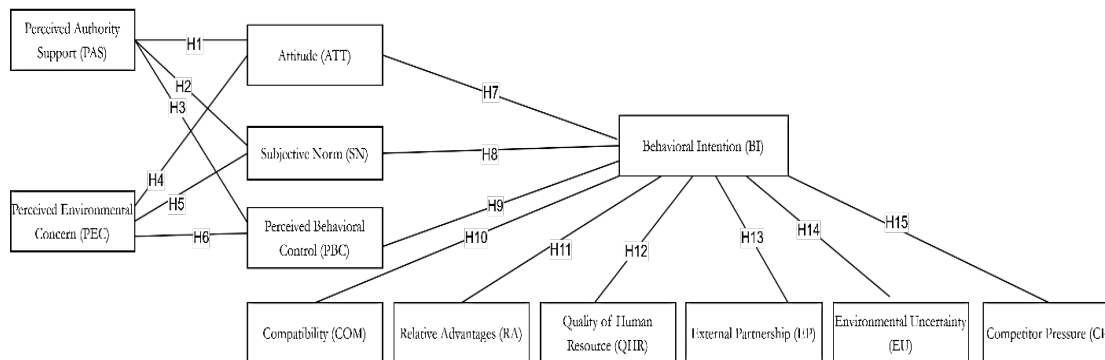 Perceived Authority
Support (PAS)
H1
Attitude (ATT)
H2
H3
H7
Subjective Norm (SN)
H8
Behavioral Intention (BI)
H4
H5
Perceived Environmental
Concern (PEC)
H6
Perceived Behavioral
Control (PBC)
H9
H10
H11
H12
H13
H14
H15
Compatibility (COM)
Relative Advantages (RA)
Quality of Human
Resource (QHR)
External Partnership (EP)
Environmental Uncertainty
(EU)
Competitor Pressure